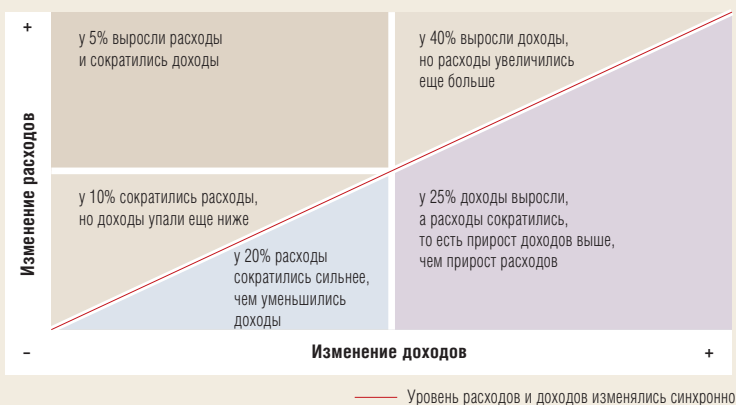 +
у 5% выросли расходы
и сократились доходы
у 40% выросли доходы,
но расходы увеличились
еще больше
Изменение расходов
у 10% сократились расходы,
но доходы упали еще ниже
у 20% расходы
сократились сильнее,
чем уменьшились
доходы
у 25% доходы выросли,
а расходы сократились,
то есть прирост доходов выше,
чем прирост расходов
–
Изменение доходов
+
Уровень расходов и доходов изменялись синхронно